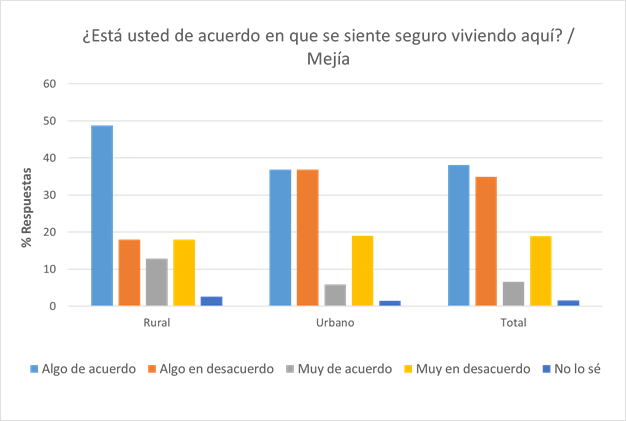 ¿Está usted de acuerdo en que se siente seguro viviendo aquí? /
Mejía
60
50
40
30
20
10
0
% Respuestas
Rural Urbano Total
Algo de acuerdo Algo en desacuerdo Muy de acuerdo Muy en desacuerdo No lo sé